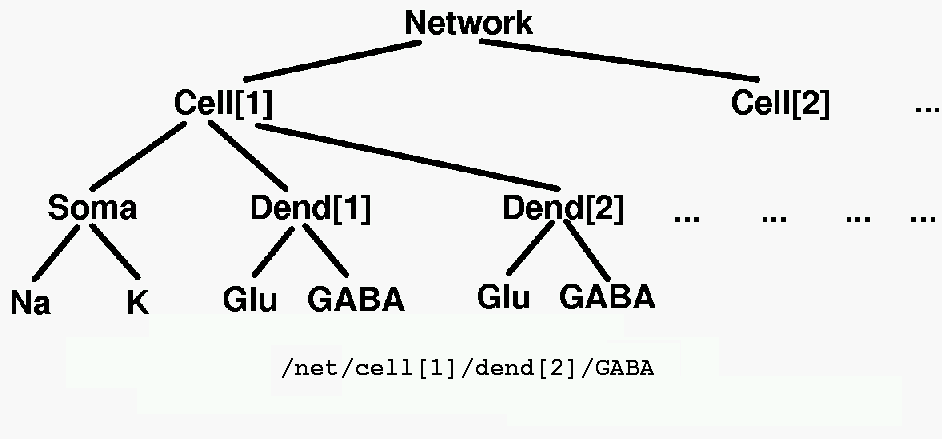 Network
Cell[1] Cell[2] ...
Soma Dend[1] Dend[2] ... ... ... ...
Na K Glu GABA Glu GABA
/net/cell[1]/dend[2]/GABA